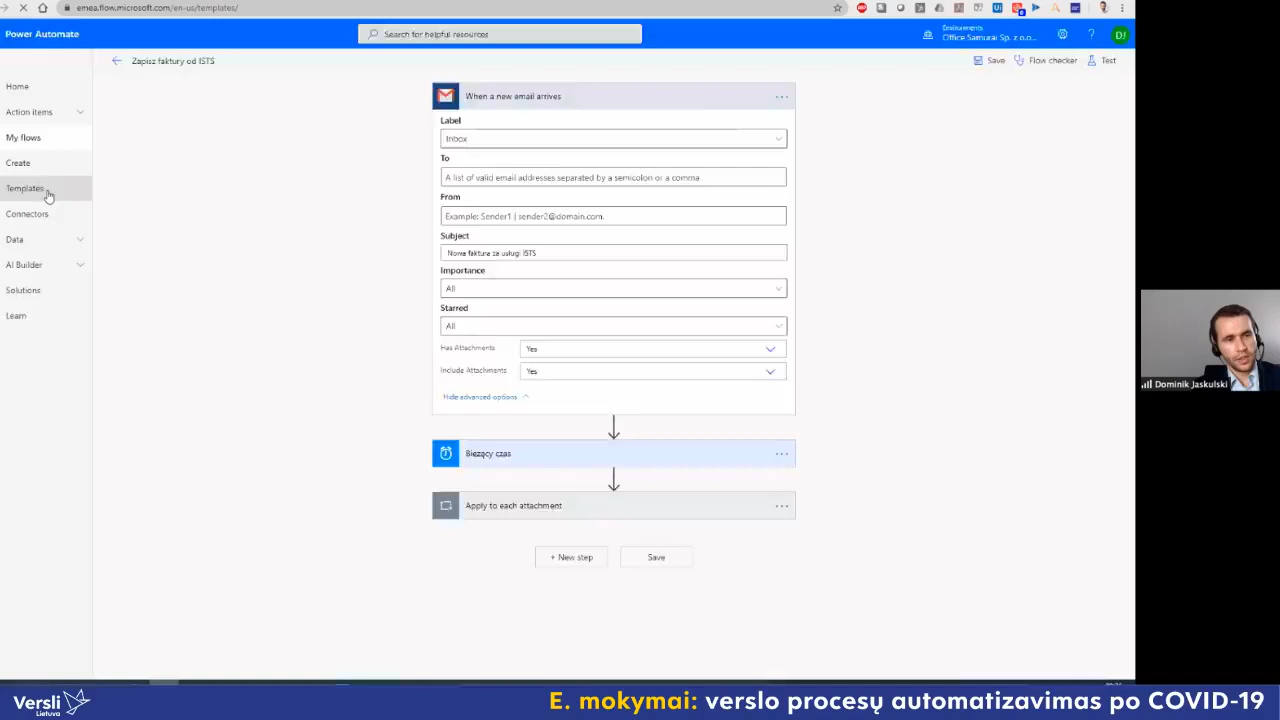 emea.flow.microsoft.com/en-us/templates/
Power Automate
Search for helpful resources
Environments
Office Samurai Sp. z o.o...
?
DJ
Zapisz faktury od ISTS
Save
Flow checker
Test
Home
Action items
My flows
Create
Templates
Connectors
Data
AI Builder
Solutions
Learn
When a new email arrives
Label
Inbox
To
A list of valid email addresses separated by a semicolon or a comma
From
Example: Sender1 | sender2@domain.com.
Subject
Nowa faktura za usługi ISTS
Importance
All
Starred
All
Has Attachments
Yes
Include Attachments
Yes
Hide advanced options
Bieżący czas
Apply to each attachment
+ New step
Save
Dominik Jaskulski
Versli
Lietuva
E. mokymai: verslo procesų automatizavimas po COVID-19